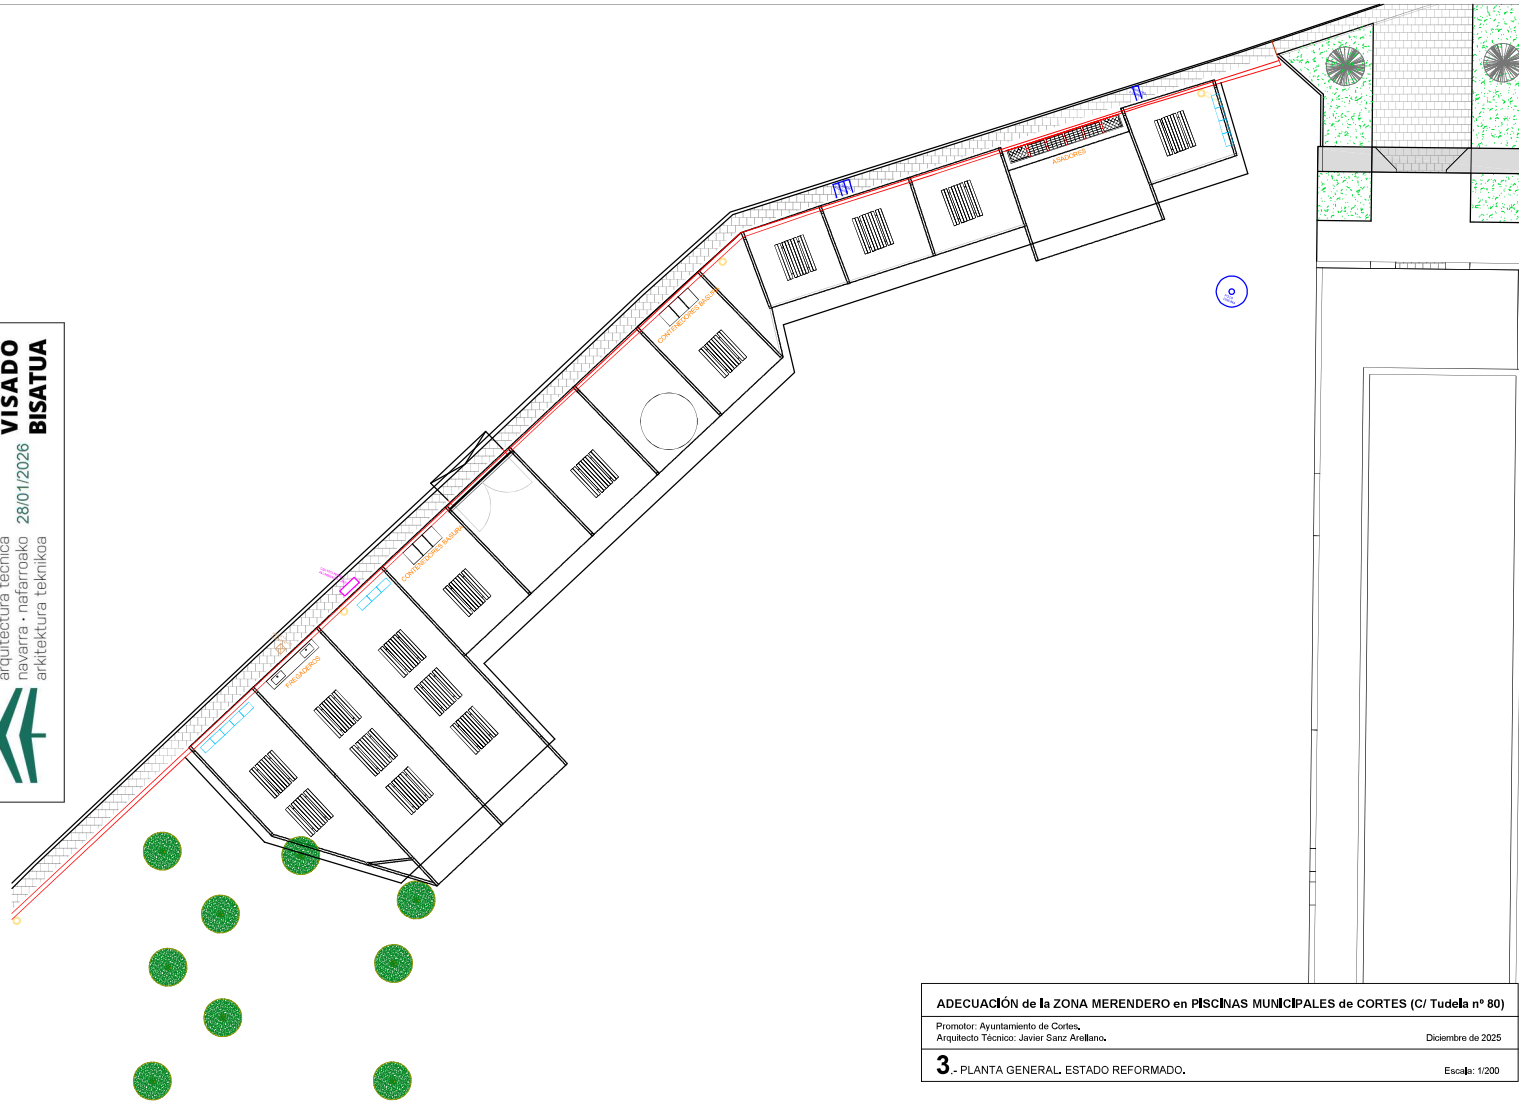 VISADO
BISATUA
28/01/2026
arquitectura técnica
navarra · nafarroako
arkitektura teknikoa
ASADORES
CONTENEDORES BASURA
CONTENEDORES BASURA
FREGADEROS
ADECUACIÓN de la ZONA MERENDERO en PISCINAS MUNICIPALES de CORTES (C/ Tudela nº 80)
Promotor: Ayuntamiento de Cortes.
Arquitecto Técnico: Javier Sanz Arellano.
Diciembre de 2025
3.- PLANTA GENERAL. ESTADO REFORMADO.
Escala: 1/200